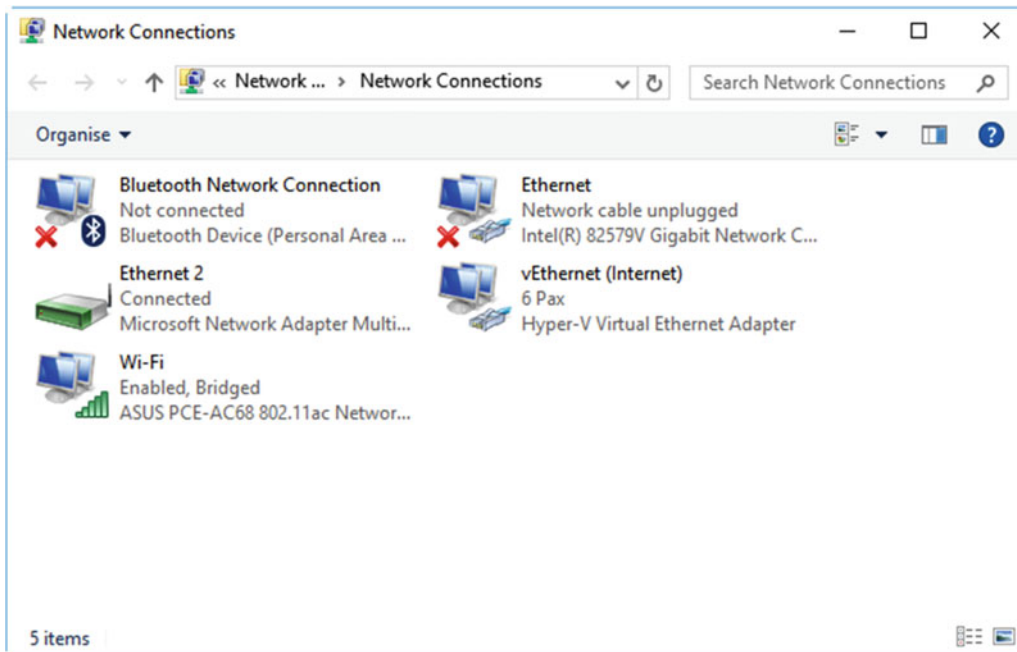 Network Connections
« Network ... › Network Connections
Search Network Connections
Organise
Bluetooth Network Connection
Not connected
Bluetooth Device (Personal Area ...
Ethernet
Network cable unplugged
Intel(R) 82579V Gigabit Network C...
Ethernet 2
Connected
Microsoft Network Adapter Multi...
vEthernet (Internet)
6 Pax
Hyper-V Virtual Ethernet Adapter
Wi-Fi
Enabled, Bridged
ASUS PCE-AC68 802.11ac Networ...
5 items